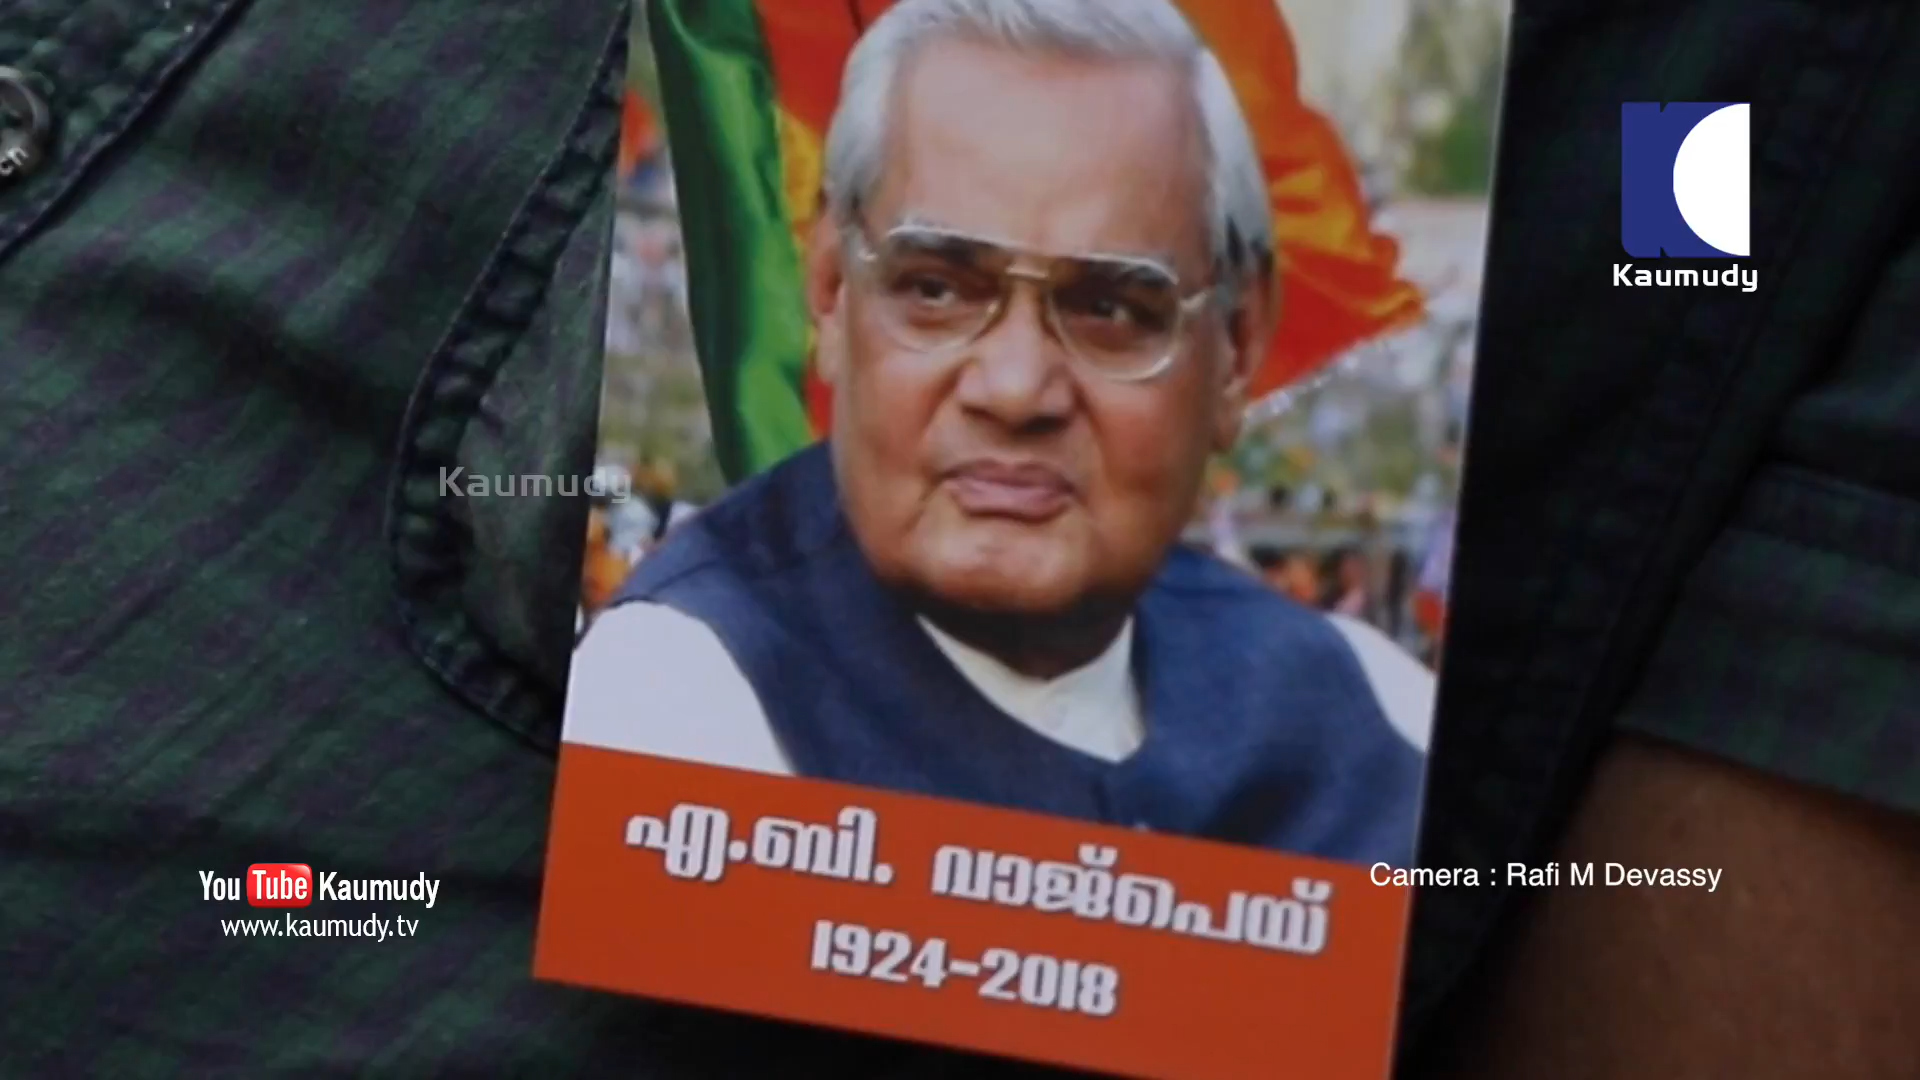 Kaumudy
Kaumudy
എ.ബി. വാജ്പെയ്
1924-2018
Camera : Rafi M Devassy
You Tube Kaumudy
www.kaumudy.tv